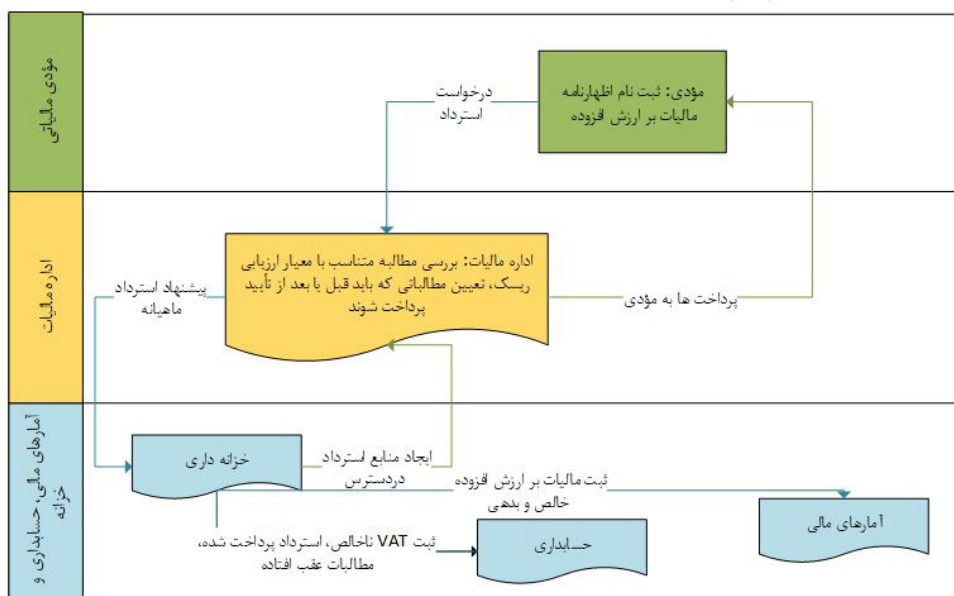 مؤدی مالیاتی
مؤدی: ثبت نام اظهارنامه
مالیات بر ارزش افزوده
درخواست
استرداد
اداره مالیات
اداره مالیات: بررسی مطالبه متناسب با معیار ارزیابی
ریسک، تعیین مطالباتی که باید قبل یا بعد از تأیید
پرداخت شوند
پرداخت ها به مؤدی
پیشنهاد استرداد
ماهیانه
آمارهای مالی، حسابداری و
خزانه
خزانه داری
ایجاد منابع استرداد
دردسترس
ثبت مالیات بر ارزش افزوده
خالص و بدهی
آمارهای مالی
ثبت VAT ناخالص، استرداد پرداخت شده،
مطالبات عقب افتاده
حسابداری